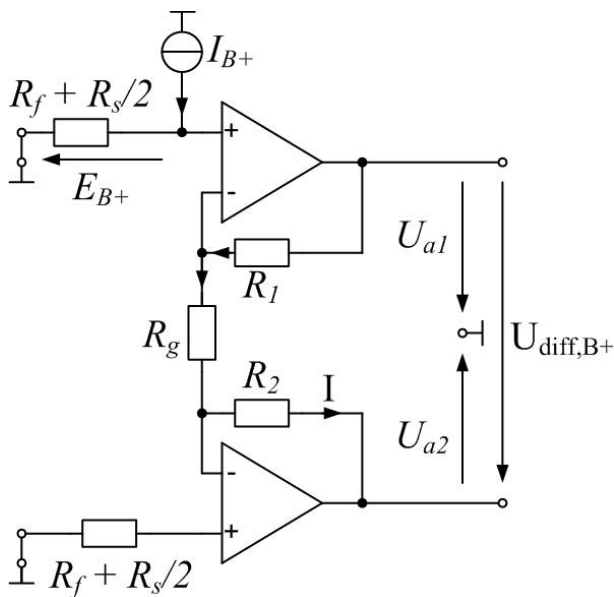 I_{B+}
R_f + R_s/2
+
E_{B+}
-
U_{a1}
R_1
R_g
U_{diff,B+}
R_2 I
U_{a2}
-
+
R_f + R_s/2